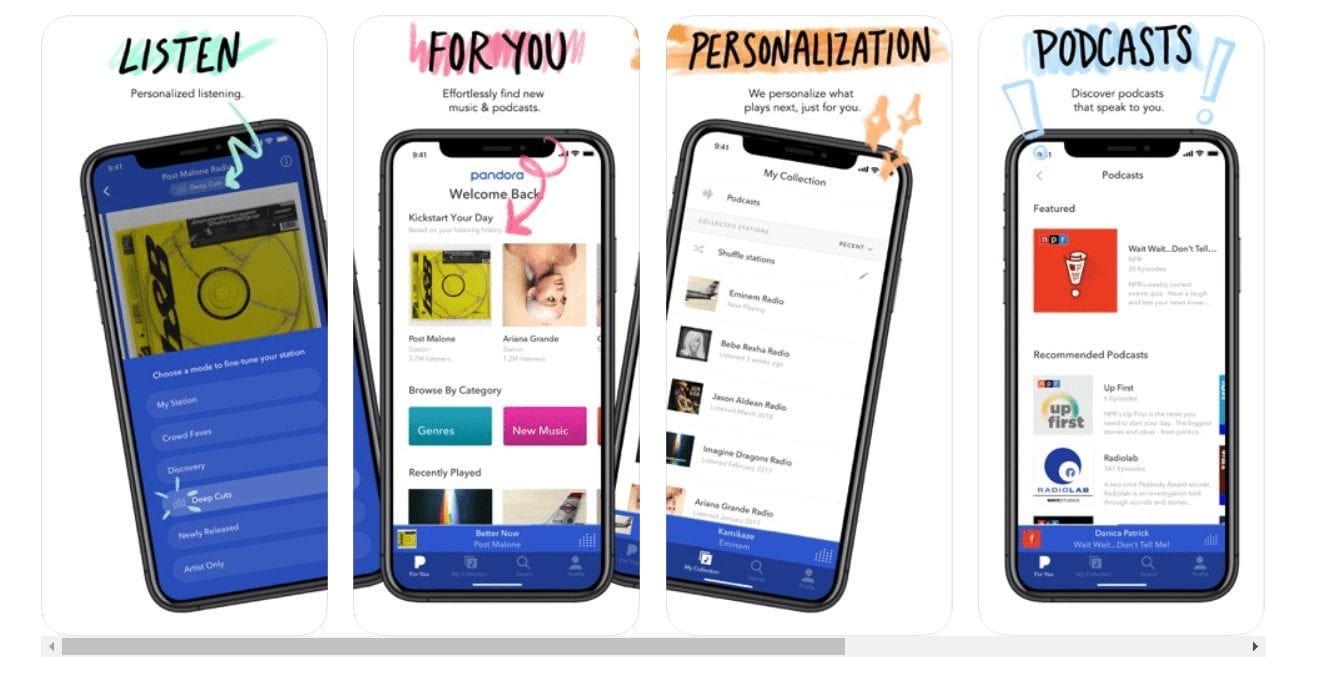 LISTEN
Personalized listening.
9:41
Post Malone Radio
Deep Cuts
Choose a mode to fine-tune your station
My Station
Crowd Faves
Discovery
Deep Cuts
Newly Released
Artist Only
FOR YOU
Effortlessly find new
music & podcasts.
9:41
pandora
Welcome Back.
Kickstart Your Day
Based on your listening history
Post Malone
Station
3.7M listeners
Ariana Grande
Station
1.2M listeners
Browse By Category
Genres
New Music
Recently Played
Better Now
Post Malone
For You
My Collection
Search
Profile
PERSONALIZATION
We personalize what
plays next, just for you.
9:41
My Collection
Podcasts
COLLECTED STATIONS
RECENT
Shuffle stations
Eminem Radio
Now Playing
Bebe Rexha Radio
Listened 3 weeks ago
Jason Aldean Radio
Listened March 2018
Imagine Dragons Radio
Listened February 2017
Ariana Grande Radio
Listened January 2017
Kamikaze
Eminem
For You
My Collection
Search
Profile
PODCASTS
Discover podcasts
that speak to you.
9:41
Podcasts
Featured
npr
Wait Wait...Don't Tell...
NPR
20 Episodes
NPR's weekly current
events quiz. Have a laugh
and test your news know...
Recommended Podcasts
npr
up first
Up First
6 Episodes
NPR's Up First is the news you
need to start your day. The biggest
stories and ideas - from politics...
RADIOLAB
WNYC STUDIOS
Radiolab
147 Episodes
A two-time Peabody Award-winner,
Radiolab is an investigation told
through sounds and stories...
Danica Patrick
Wait Wait...Don't Tell Me!
For You
My Collection
Search
Profile